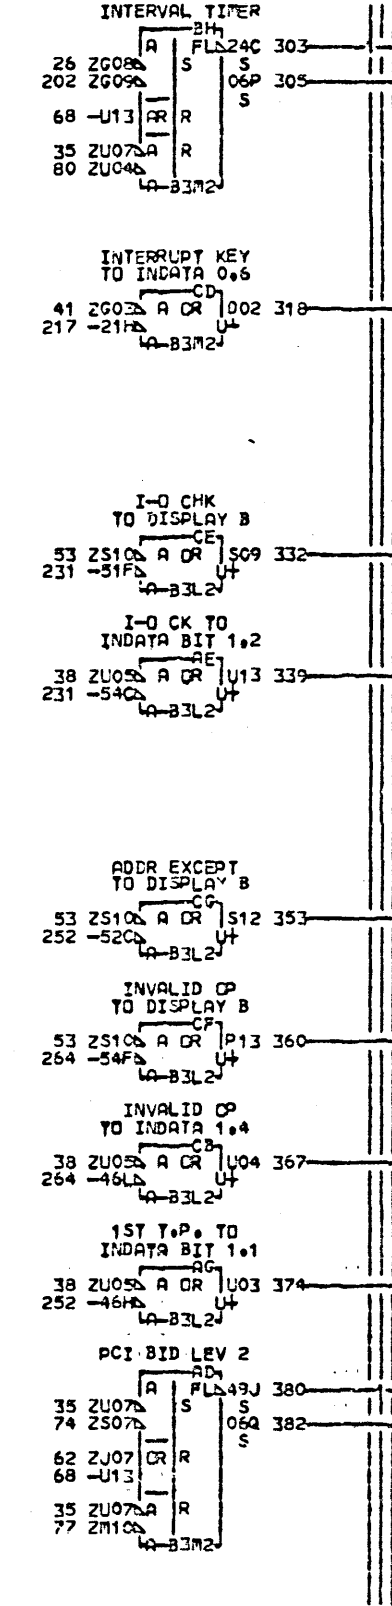 INTERVAL TIMER
BH
A FL 24C 303
26 ZG08 S S
202 ZG09 06P 305
S
68 -U13 AR R
35 ZU07 A R
80 ZU04
A-B3M2
INTERRUPT KEY
TO INDATA 0.6
CD
41 ZG03 A OR D02 318
217 -21H U+
A-B3M2
I-O CHK
TO DISPLAY B
CE
53 ZS10 A OR S09 332
231 -51F U+
A-B3L2
I-O CK TO
INDATA BIT 1.2
AE
38 ZU05 A OR U13 339
231 -54C U+
A-B3L2
ADDR EXCEPT
TO DISPLAY B
CG
53 ZS10 A OR S12 353
252 -52C U+
A-B3L2
INVALID OP
TO DISPLAY B
CF
53 ZS10 A OR P13 360
264 -54F U+
A-B3L2
INVALID OP
TO INDATA 1.4
CB
38 ZU05 A OR U04 367
264 -46L U+
A-B3L2
1ST T.P. TO
INDATA BIT 1.1
AG
38 ZU05 A OR U03 374
252 -46H U+
A-B3L2
PCI BID LEV 2
AD
A FL 49J 380
35 ZU07 S S
74 ZS07 06Q 382
S
62 ZJ07 OR R
68 -U13
35 ZU07 A R
77 ZM10
A-B3M2